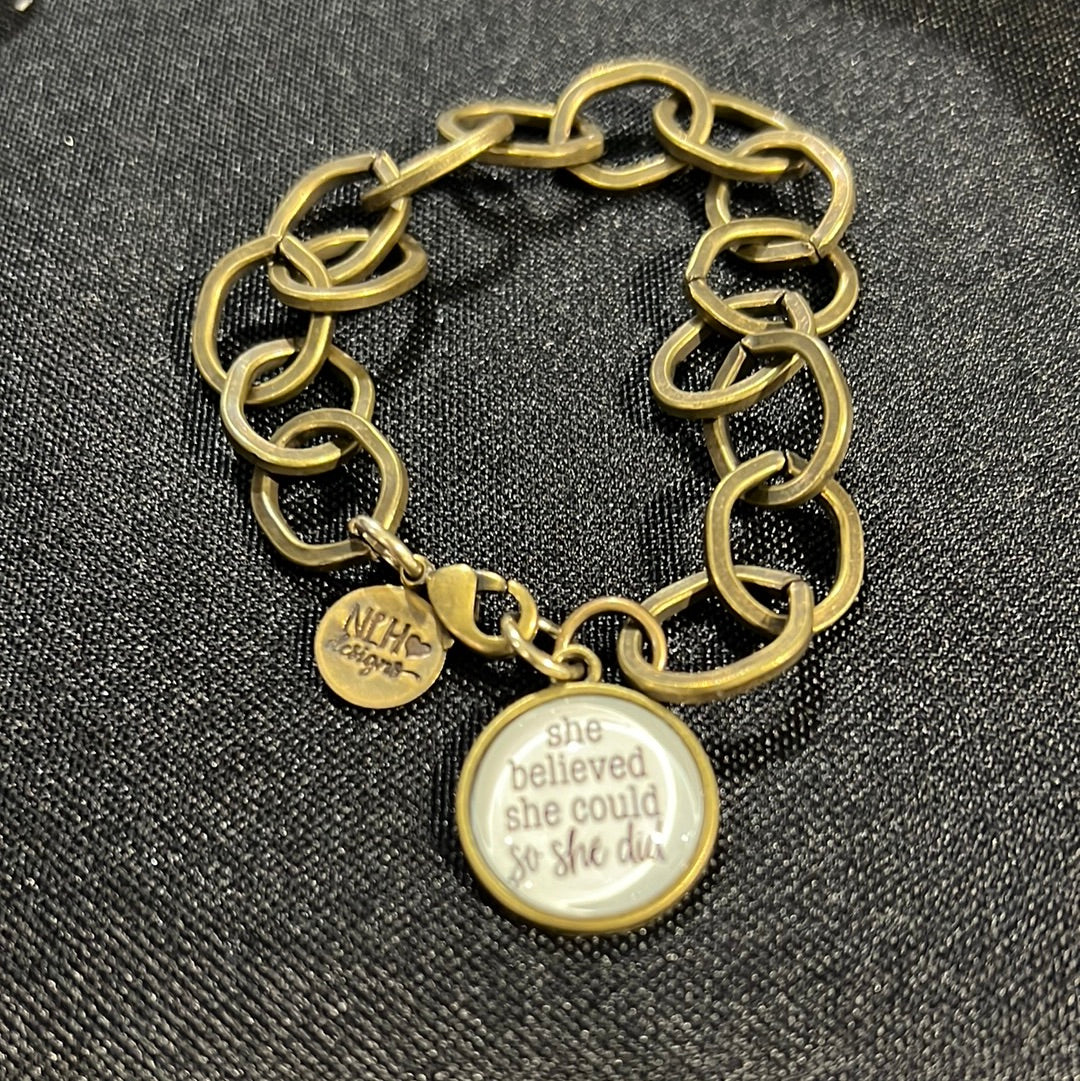 NLH
designs
she
believed
she could
so she did